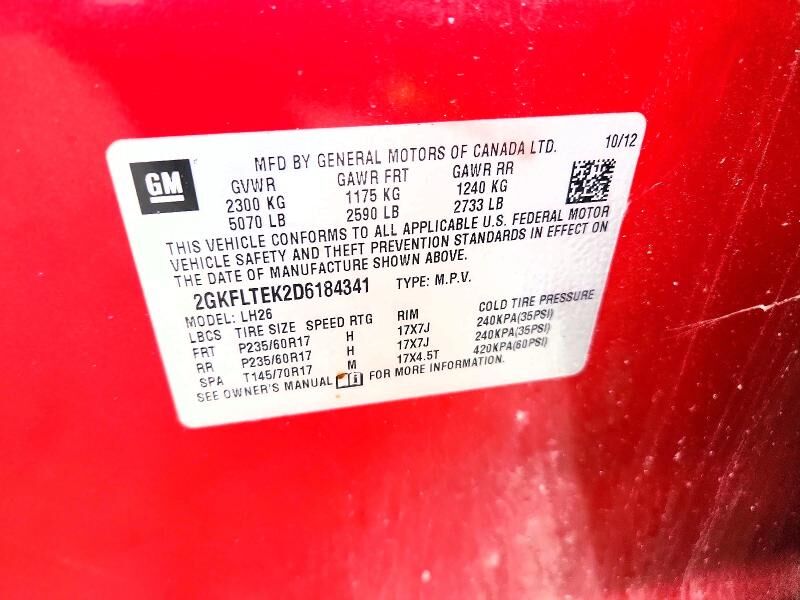 GM
MFD BY GENERAL MOTORS OF CANADA LTD. 10/12
GVWR GAWR FRT GAWR RR
2300 KG 1175 KG 1240 KG
5070 LB 2590 LB 2733 LB
THIS VEHICLE CONFORMS TO ALL APPLICABLE U.S. FEDERAL MOTOR
VEHICLE SAFETY AND THEFT PREVENTION STANDARDS IN EFFECT ON
THE DATE OF MANUFACTURE SHOWN ABOVE.
2GKFLTEK2D6184341 TYPE: M.P.V.
MODEL: LH26
LBCS TIRE SIZE SPEED RTG RIM COLD TIRE PRESSURE
FRT P235/60R17 H 17X7J 240KPA(35PSI)
RR P235/60R17 H 17X7J 240KPA(35PSI)
SPA T145/70R17 M 17X4.5T 420KPA(60PSI)
SEE OWNER'S MANUAL FOR MORE INFORMATION.